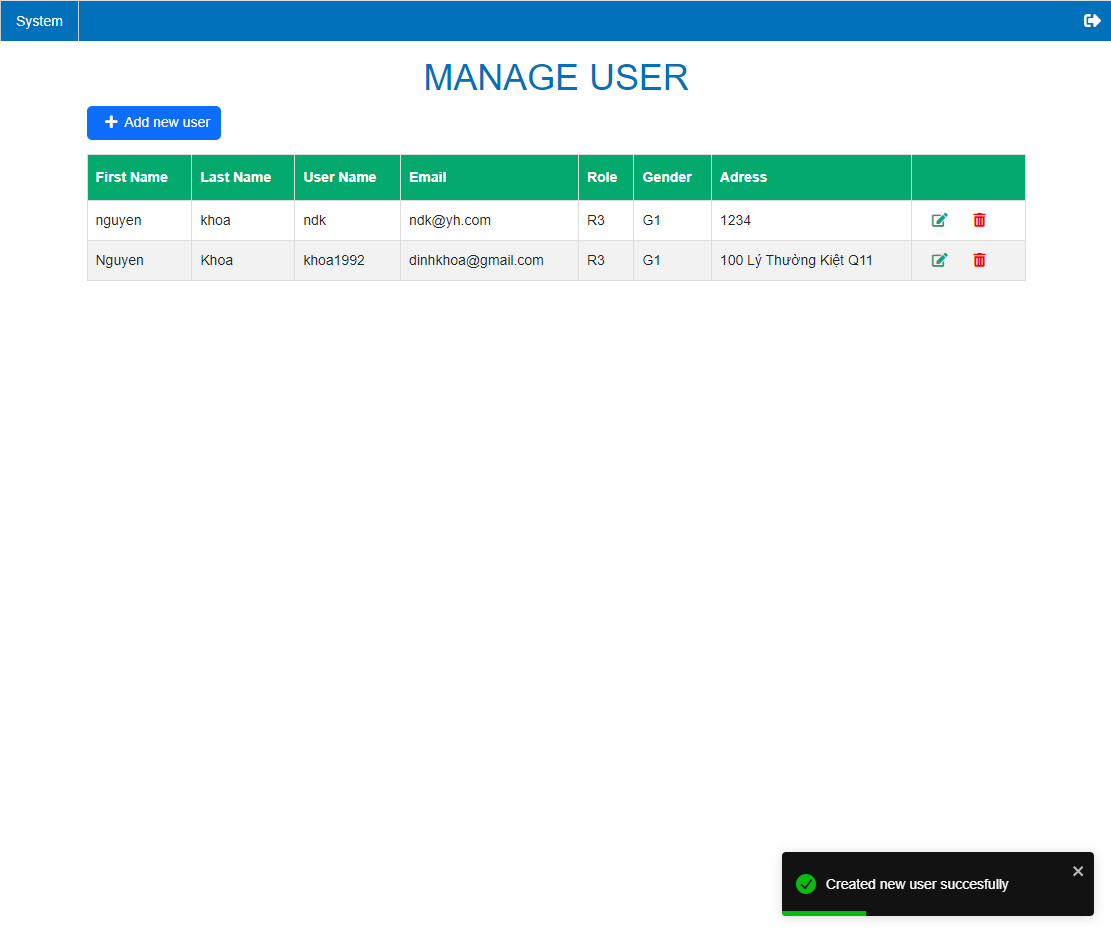 System
MANAGE USER
Add new user
First Name Last Name User Name Email Role Gender Adress
nguyen khoa ndk ndk@yh.com R3 G1 1234
Nguyen Khoa khoa1992 dinhkhoa@gmail.com R3 G1 100 Lý Thường Kiệt Q11
Created new user succesfully